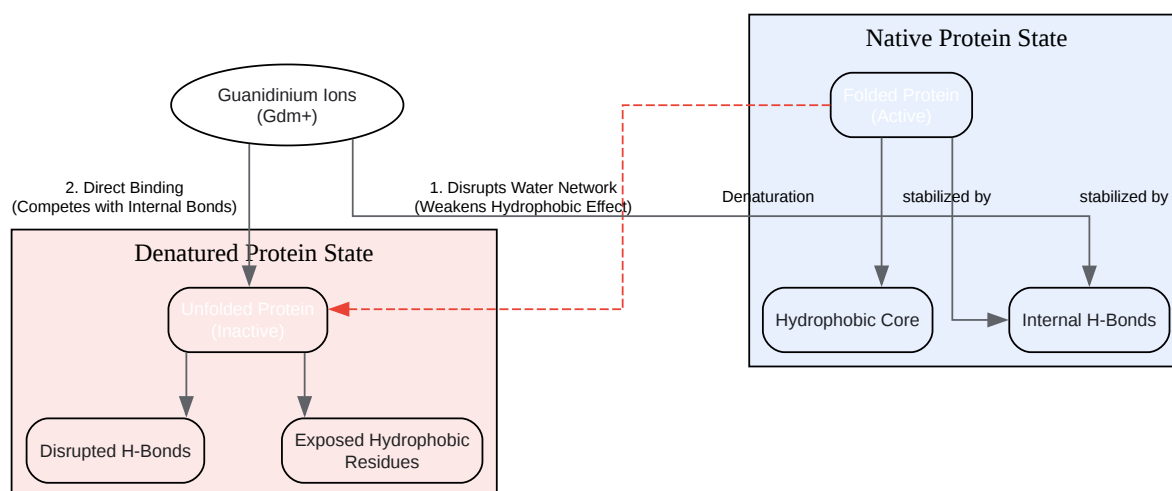 Native Protein State
Folded Protein
(Active)
Guanidinium Ions
(Gdm+)
2. Direct Binding
(Competes with Internal Bonds)
1. Disrupts Water Network
(Weakens Hydrophobic Effect)
Denaturation
stabilized by
stabilized by
Denatured Protein State
Unfolded Protein
(Inactive)
Hydrophobic Core
Internal H-Bonds
Disrupted H-Bonds
Exposed Hydrophobic
Residues